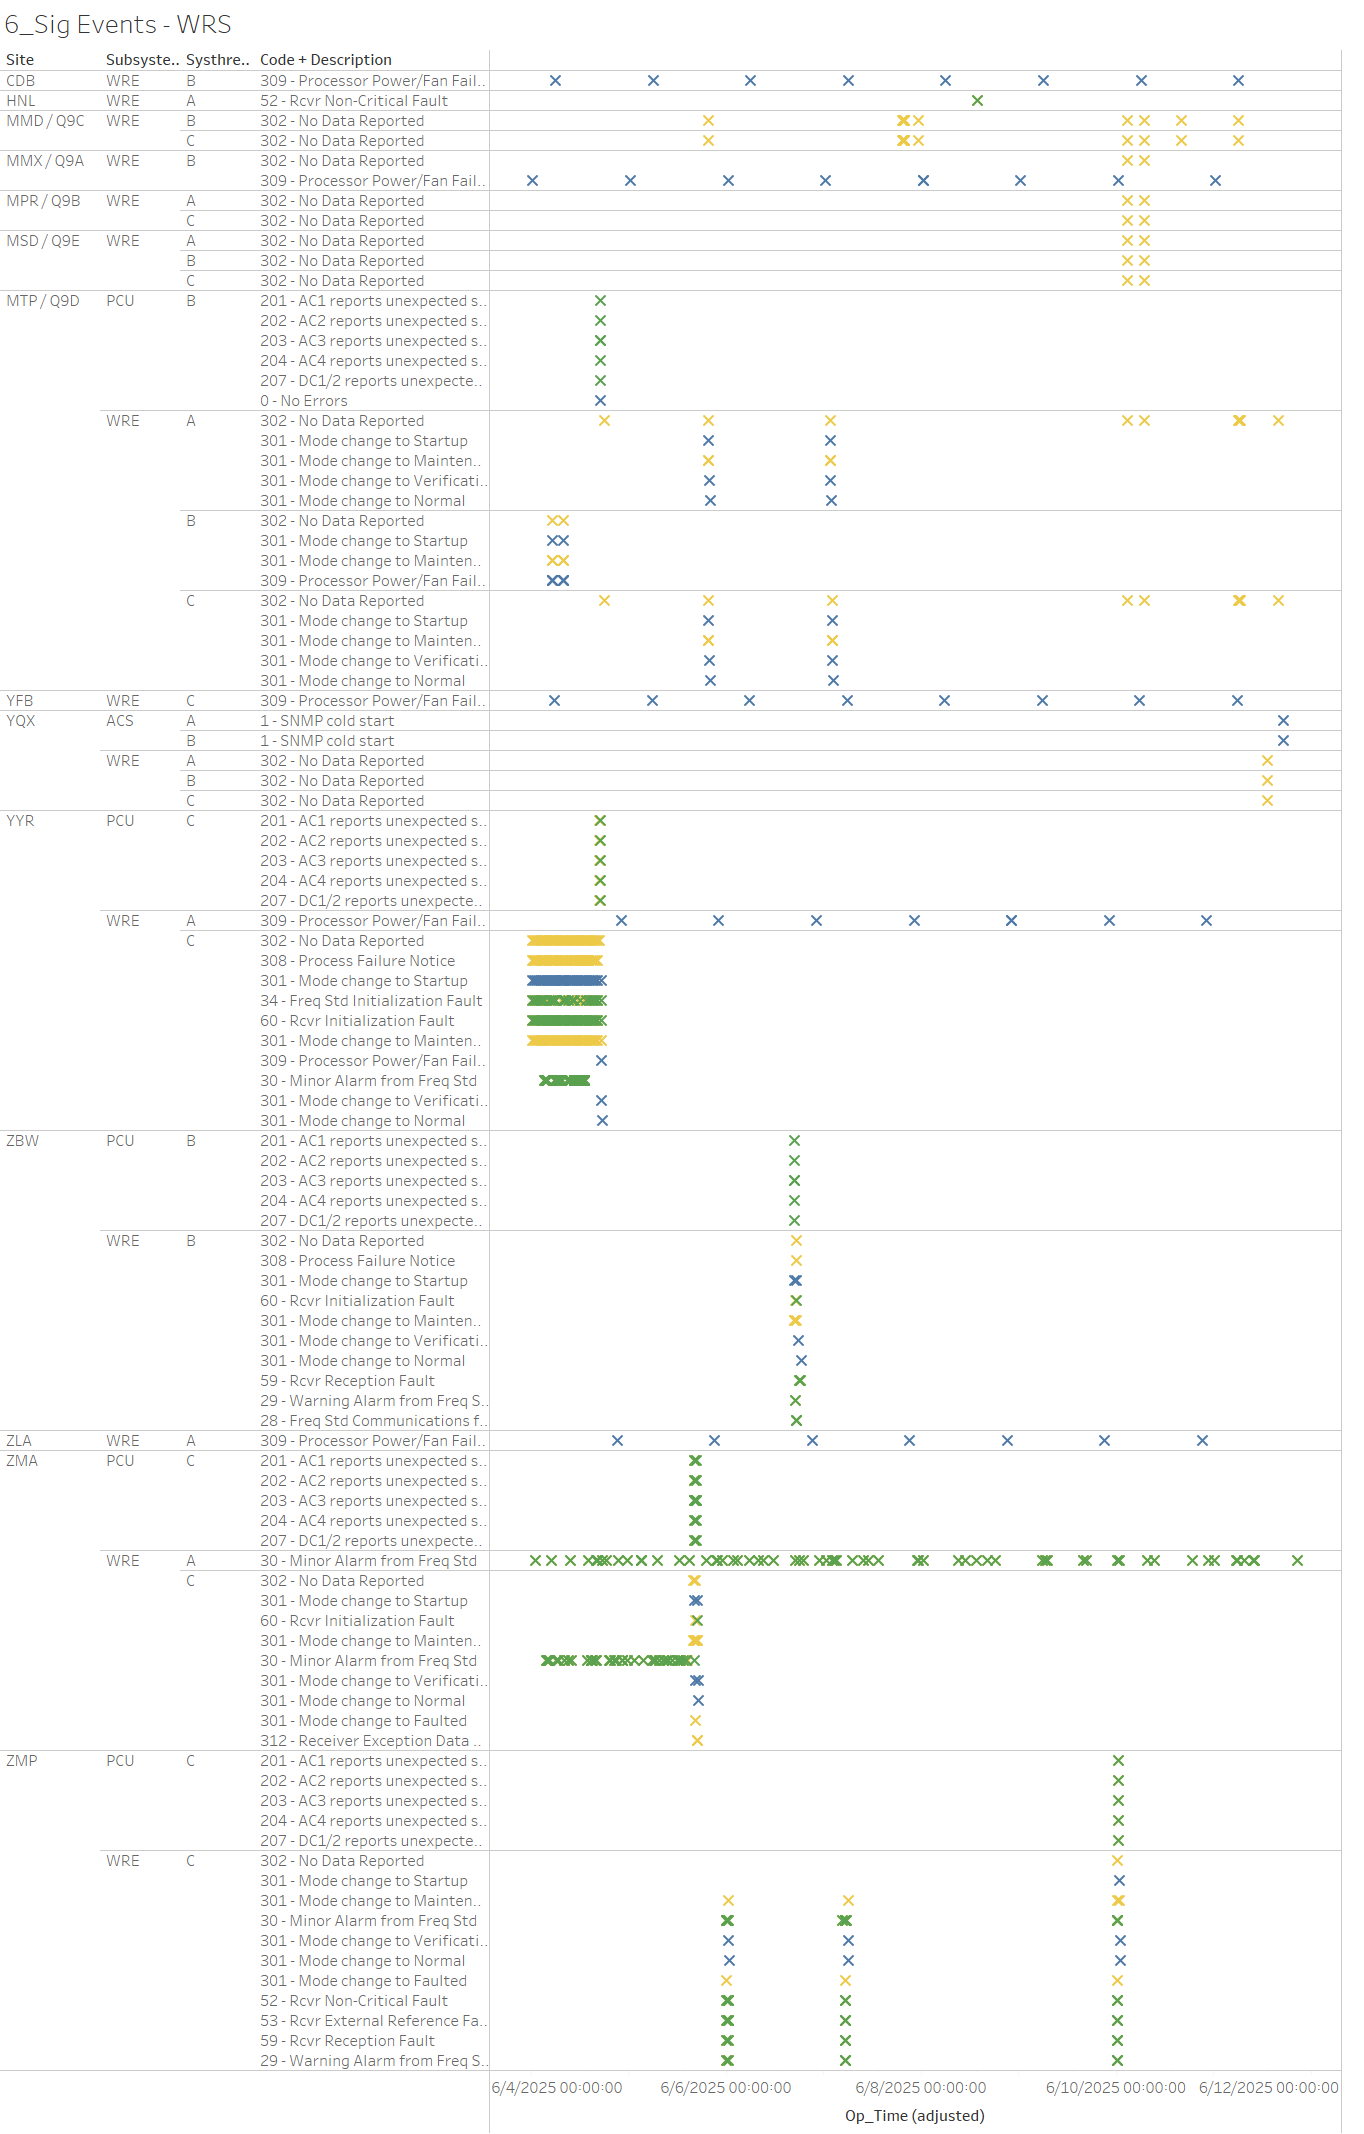 6_Sig Events - WRS
Site Subsyste.. Systhre.. Code + Description
CDB WRE B 309 - Processor Power/Fan Fail..
HNL WRE A 52 - Rcvr Non-Critical Fault
MMD / Q9C WRE B 302 - No Data Reported
C 302 - No Data Reported
MMX / Q9A WRE B 302 - No Data Reported
309 - Processor Power/Fan Fail..
MPR / Q9B WRE A 302 - No Data Reported
C 302 - No Data Reported
MSD / Q9E WRE A 302 - No Data Reported
B 302 - No Data Reported
C 302 - No Data Reported
MTP / Q9D PCU B 201 - AC1 reports unexpected s..
202 - AC2 reports unexpected s..
203 - AC3 reports unexpected s..
204 - AC4 reports unexpected s..
207 - DC1/2 reports unexpecte..
0 - No Errors
WRE A 302 - No Data Reported
301 - Mode change to Startup
301 - Mode change to Mainten..
301 - Mode change to Verificati..
301 - Mode change to Normal
B 302 - No Data Reported
301 - Mode change to Startup
301 - Mode change to Mainten..
309 - Processor Power/Fan Fail..
C 302 - No Data Reported
301 - Mode change to Startup
301 - Mode change to Mainten..
301 - Mode change to Verificati..
301 - Mode change to Normal
YFB WRE C 309 - Processor Power/Fan Fail..
YQX ACS A 1 - SNMP cold start
B 1 - SNMP cold start
WRE A 302 - No Data Reported
B 302 - No Data Reported
C 302 - No Data Reported
YYR PCU C 201 - AC1 reports unexpected s..
202 - AC2 reports unexpected s..
203 - AC3 reports unexpected s..
204 - AC4 reports unexpected s..
207 - DC1/2 reports unexpecte..
WRE A 309 - Processor Power/Fan Fail..
C 302 - No Data Reported
308 - Process Failure Notice
301 - Mode change to Startup
34 - Freq Std Initialization Fault
60 - Rcvr Initialization Fault
301 - Mode change to Mainten..
309 - Processor Power/Fan Fail..
30 - Minor Alarm from Freq Std
301 - Mode change to Verificati..
301 - Mode change to Normal
ZBW PCU B 201 - AC1 reports unexpected s..
202 - AC2 reports unexpected s..
203 - AC3 reports unexpected s..
204 - AC4 reports unexpected s..
207 - DC1/2 reports unexpecte..
WRE B 302 - No Data Reported
308 - Process Failure Notice
301 - Mode change to Startup
60 - Rcvr Initialization Fault
301 - Mode change to Mainten..
301 - Mode change to Verificati..
301 - Mode change to Normal
59 - Rcvr Reception Fault
29 - Warning Alarm from Freq S..
28 - Freq Std Communications f..
ZLA WRE A 309 - Processor Power/Fan Fail..
ZMA PCU C 201 - AC1 reports unexpected s..
202 - AC2 reports unexpected s..
203 - AC3 reports unexpected s..
204 - AC4 reports unexpected s..
207 - DC1/2 reports unexpecte..
WRE A 30 - Minor Alarm from Freq Std
C 302 - No Data Reported
301 - Mode change to Startup
60 - Rcvr Initialization Fault
301 - Mode change to Mainten..
30 - Minor Alarm from Freq Std
301 - Mode change to Verificati..
301 - Mode change to Normal
301 - Mode change to Faulted
312 - Receiver Exception Data ..
ZMP PCU C 201 - AC1 reports unexpected s..
202 - AC2 reports unexpected s..
203 - AC3 reports unexpected s..
204 - AC4 reports unexpected s..
207 - DC1/2 reports unexpecte..
WRE C 302 - No Data Reported
301 - Mode change to Startup
301 - Mode change to Mainten..
30 - Minor Alarm from Freq Std
301 - Mode change to Verificati..
301 - Mode change to Normal
301 - Mode change to Faulted
52 - Rcvr Non-Critical Fault
53 - Rcvr External Reference Fa..
59 - Rcvr Reception Fault
29 - Warning Alarm from Freq S..
6/4/2025 00:00:00 6/6/2025 00:00:00 6/8/2025 00:00:00 6/10/2025 00:00:00 6/12/2025 00:00:00
Op_Time (adjusted)